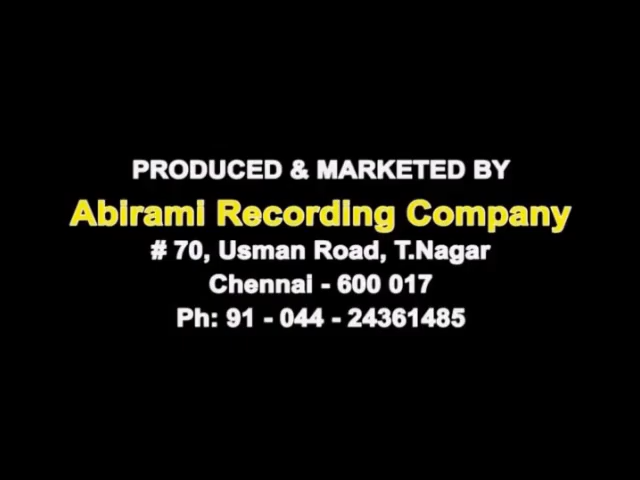 PRODUCED & MARKETED BY
Abirami Recording Company
# 70, Usman Road, T.Nagar
Chennai - 600 017
Ph: 91 - 044 - 24361485